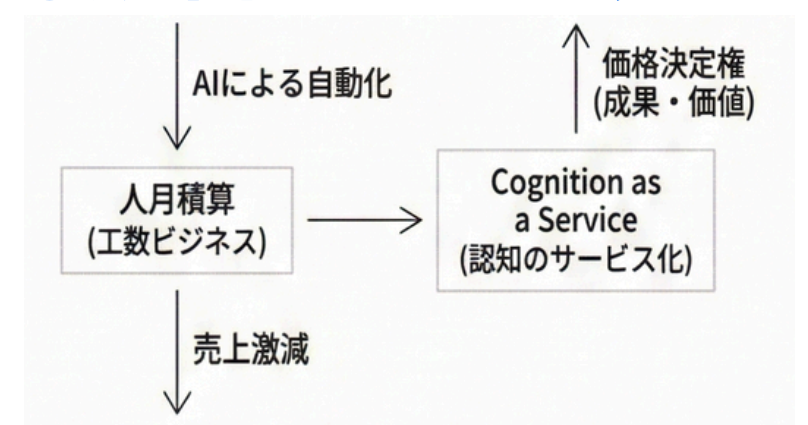 AIによる自動化
価格決定権
(成果・価値)
人月積算
(工数ビジネス)
Cognition as
a Service
(認知のサービス化)
売上激減